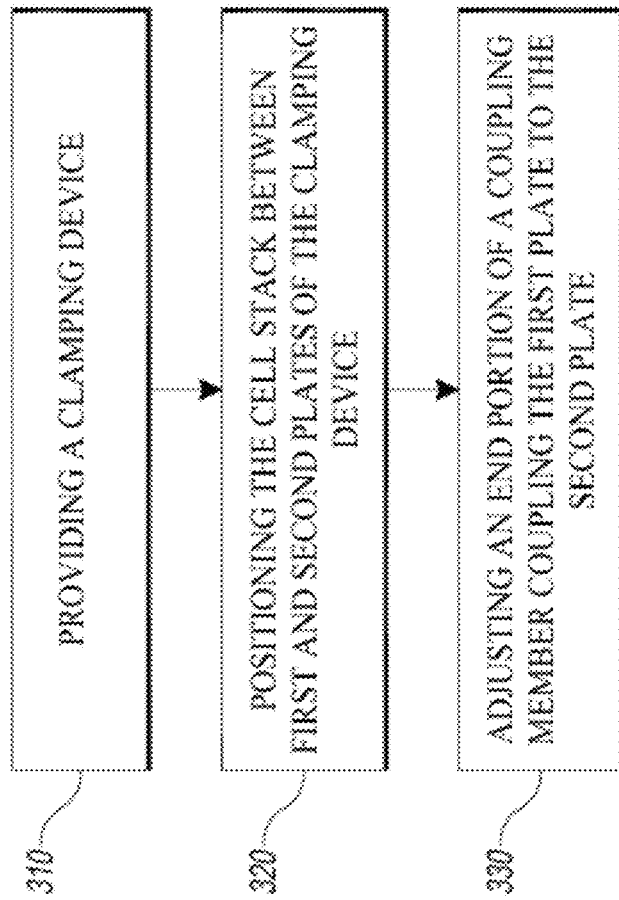 310
PROVIDING A CLAMPING DEVICE
320
POSITIONING THE CELL STACK BETWEEN
FIRST AND SECOND PLATES OF THE CLAMPING
DEVICE
330
ADJUSTING AN END PORTION OF A COUPLING
MEMBER COUPLING THE FIRST PLATE TO THE
SECOND PLATE